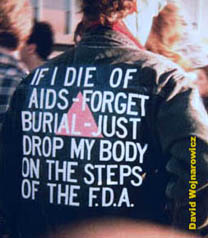 IF I DIE OF
AIDS-FORGET
BURIAL-JUST
DROP MY BODY
ON THE STEPS
OF THE F.D.A.
David Wojnarowicz